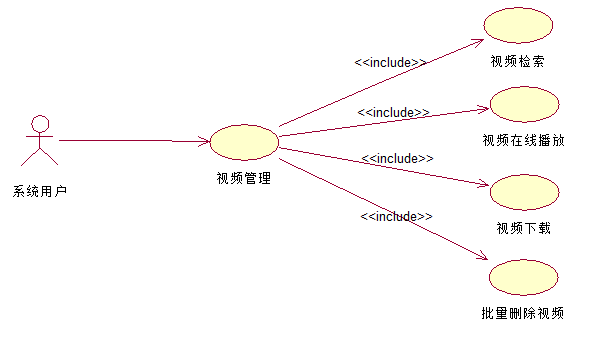 <<include>>
视频检索
<<include>>
视频在线播放
系统用户
视频管理
<<include>>
视频下载
<<include>>
批量删除视频